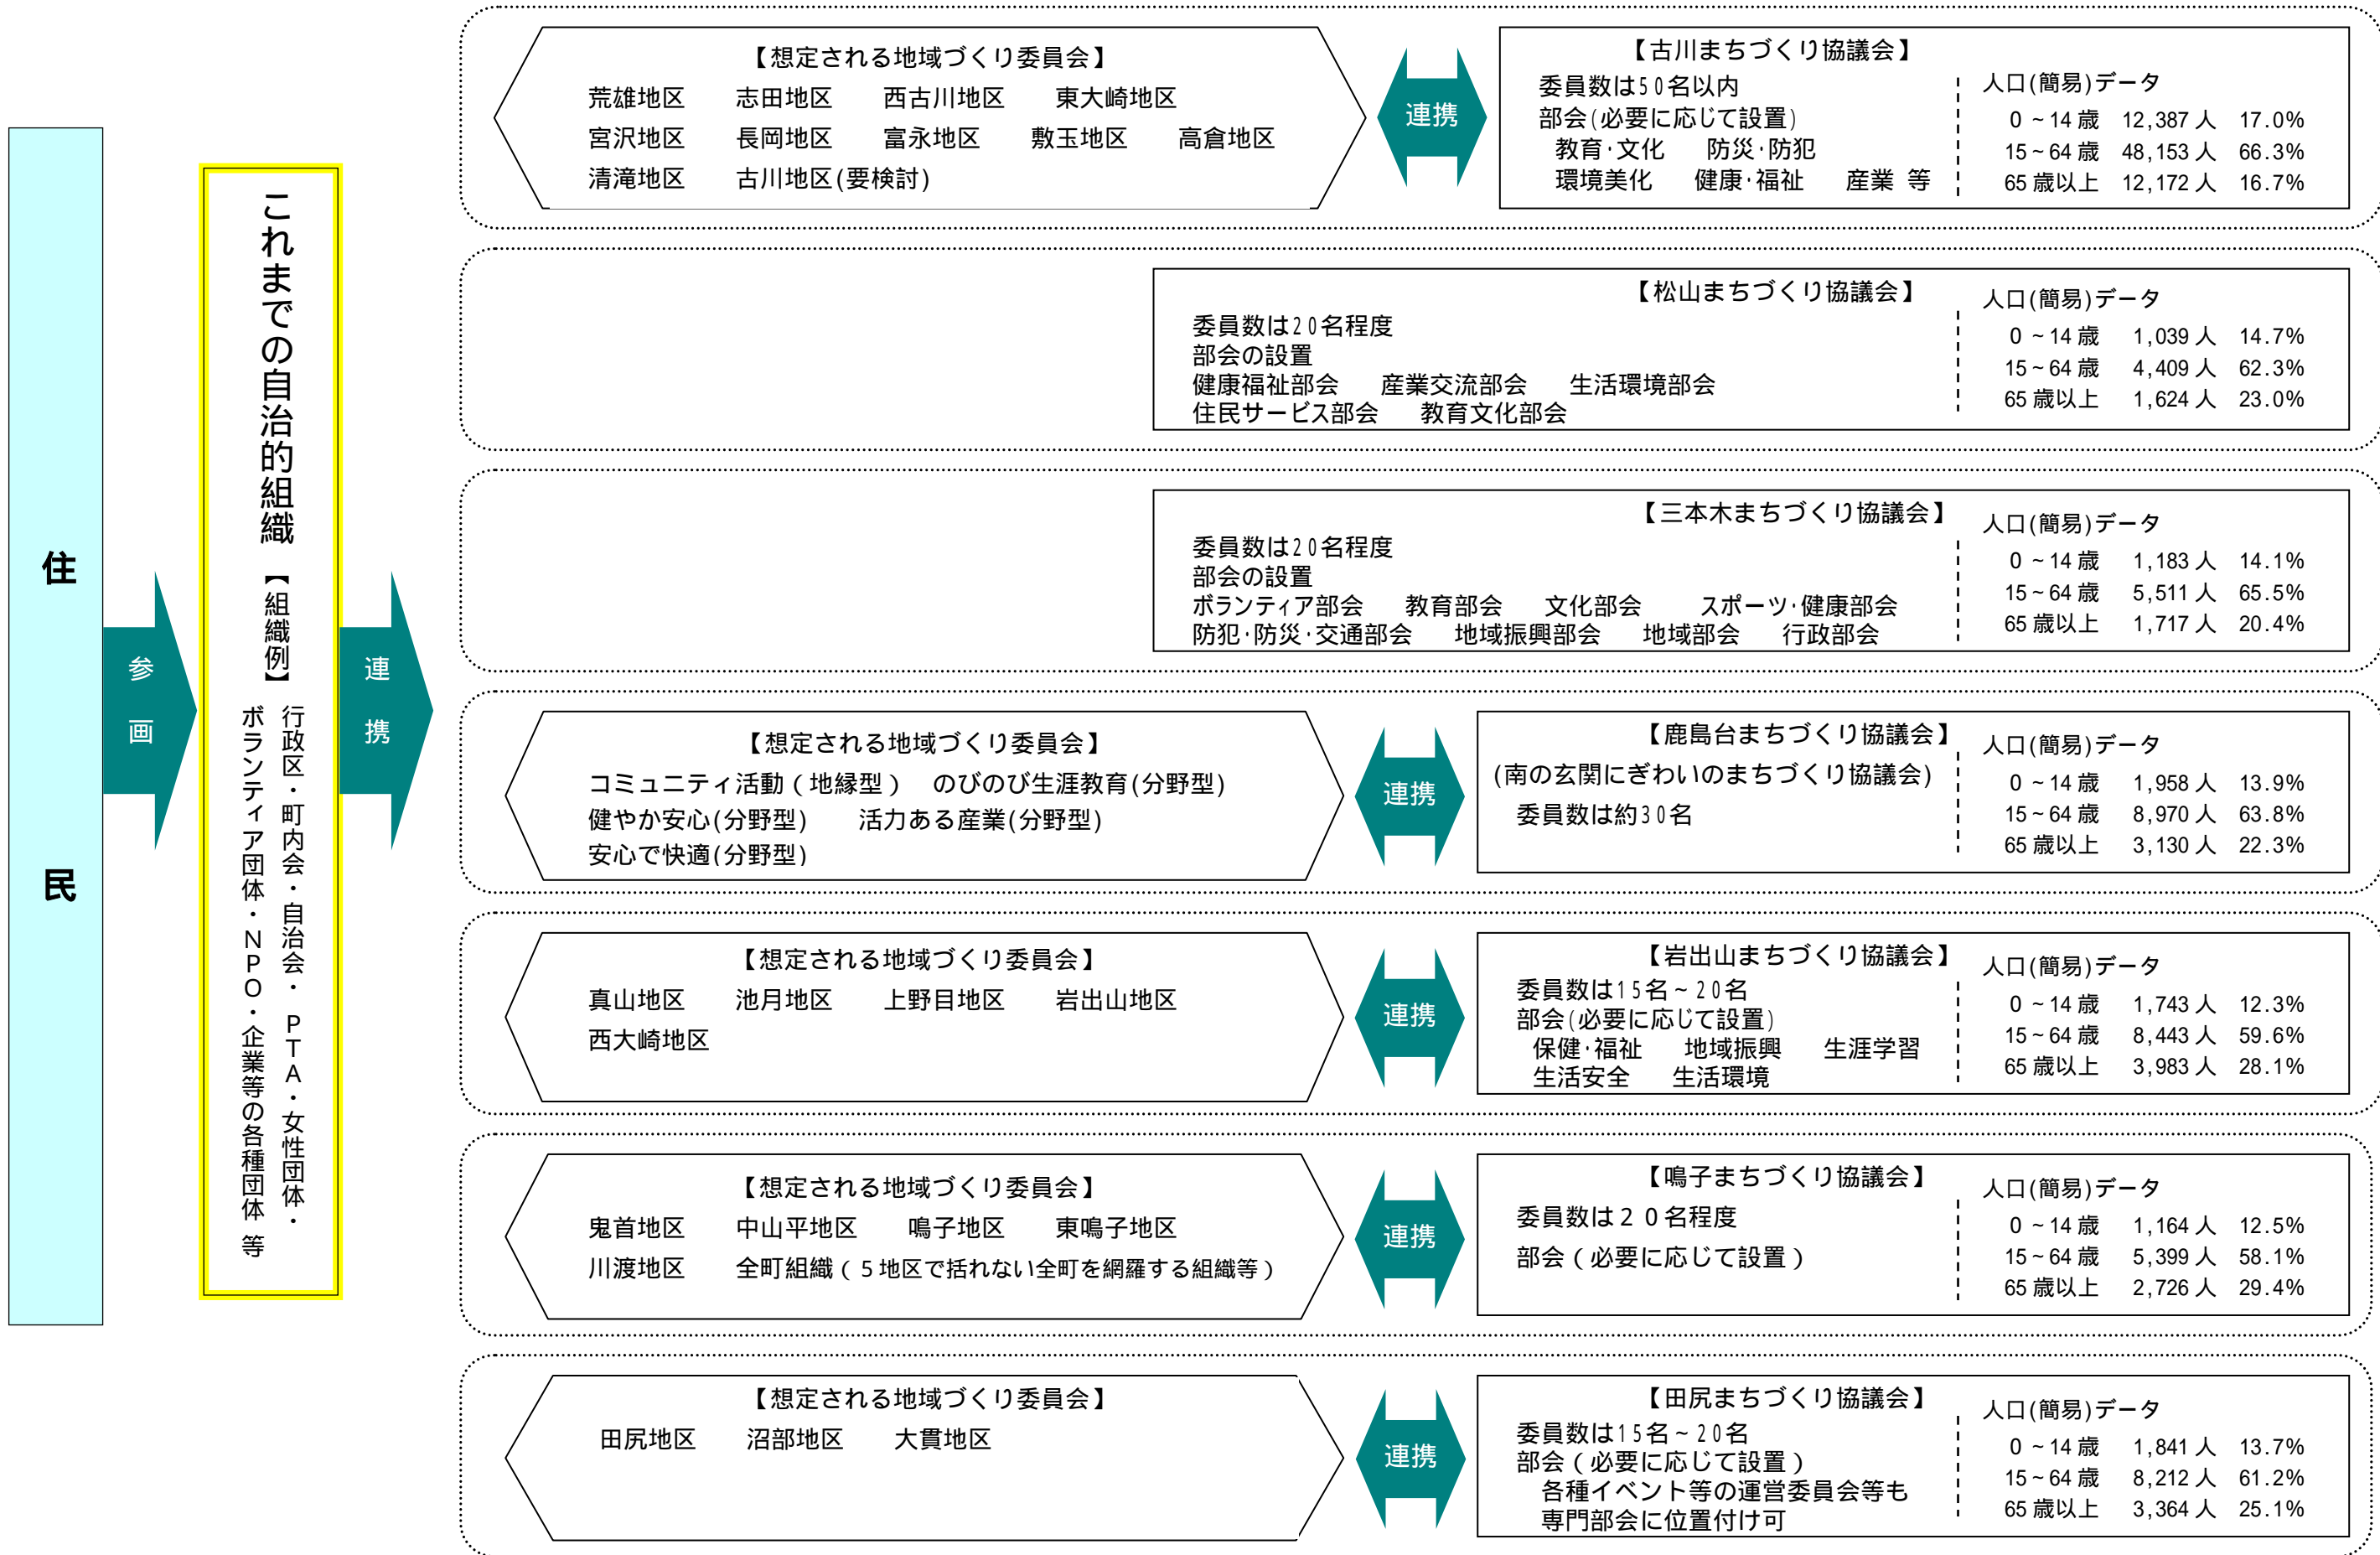 住民
参画
これまでの自治的組織 【組織例】
行政区・町内会・自治会・PTA・女性団体・
ボランティア団体・NPO・企業等の各種団体 等
連携
【想定される地域づくり委員会】
荒雄地区 志田地区 西古川地区 東大崎地区
宮沢地区 長岡地区 富永地区 敷玉地区 高倉地区
清滝地区 古川地区(要検討)
連携
【古川まちづくり協議会】
委員数は50名以内
部会(必要に応じて設置)
教育・文化 防災・防犯
環境美化 健康・福祉 産業 等
人口(簡易)データ
0~14歳 12,387人 17.0%
15~64歳 48,153人 66.3%
65歳以上 12,172人 16.7%
【松山まちづくり協議会】
委員数は20名程度
部会の設置
健康福祉部会 産業交流部会 生活環境部会
住民サービス部会 教育文化部会
人口(簡易)データ
0~14歳 1,039人 14.7%
15~64歳 4,409人 62.3%
65歳以上 1,624人 23.0%
【三本木まちづくり協議会】
委員数は20名程度
部会の設置
ボランティア部会 教育部会 文化部会 スポーツ・健康部会
防犯・防災・交通部会 地域振興部会 地域部会 行政部会
人口(簡易)データ
0~14歳 1,183人 14.1%
15~64歳 5,511人 65.5%
65歳以上 1,717人 20.4%
【想定される地域づくり委員会】
コミュニティ活動(地縁型) のびのび生涯教育(分野型)
健やか安心(分野型) 活力ある産業(分野型)
安心で快適(分野型)
連携
【鹿島台まちづくり協議会】
(南の玄関にぎわいのまちづくり協議会)
委員数は約30名
人口(簡易)データ
0~14歳 1,958人 13.9%
15~64歳 8,970人 63.8%
65歳以上 3,130人 22.3%
【想定される地域づくり委員会】
真山地区 池月地区 上野目地区 岩出山地区
西大崎地区
連携
【岩出山まちづくり協議会】
委員数は15名~20名
部会(必要に応じて設置)
保健・福祉 地域振興 生涯学習
生活安全 生活環境
人口(簡易)データ
0~14歳 1,743人 12.3%
15~64歳 8,443人 59.6%
65歳以上 3,983人 28.1%
【想定される地域づくり委員会】
鬼首地区 中山平地区 鳴子地区 東鳴子地区
川渡地区 全町組織(5地区で括れない全町を網羅する組織等)
連携
【鳴子まちづくり協議会】
委員数は20名程度
部会(必要に応じて設置)
人口(簡易)データ
0~14歳 1,164人 12.5%
15~64歳 5,399人 58.1%
65歳以上 2,726人 29.4%
【想定される地域づくり委員会】
田尻地区 沼部地区 大貫地区
連携
【田尻まちづくり協議会】
委員数は15名~20名
部会(必要に応じて設置)
各種イベント等の運営委員会等も
専門部会に位置付け可
人口(簡易)データ
0~14歳 1,841人 13.7%
15~64歳 8,212人 61.2%
65歳以上 3,364人 25.1%